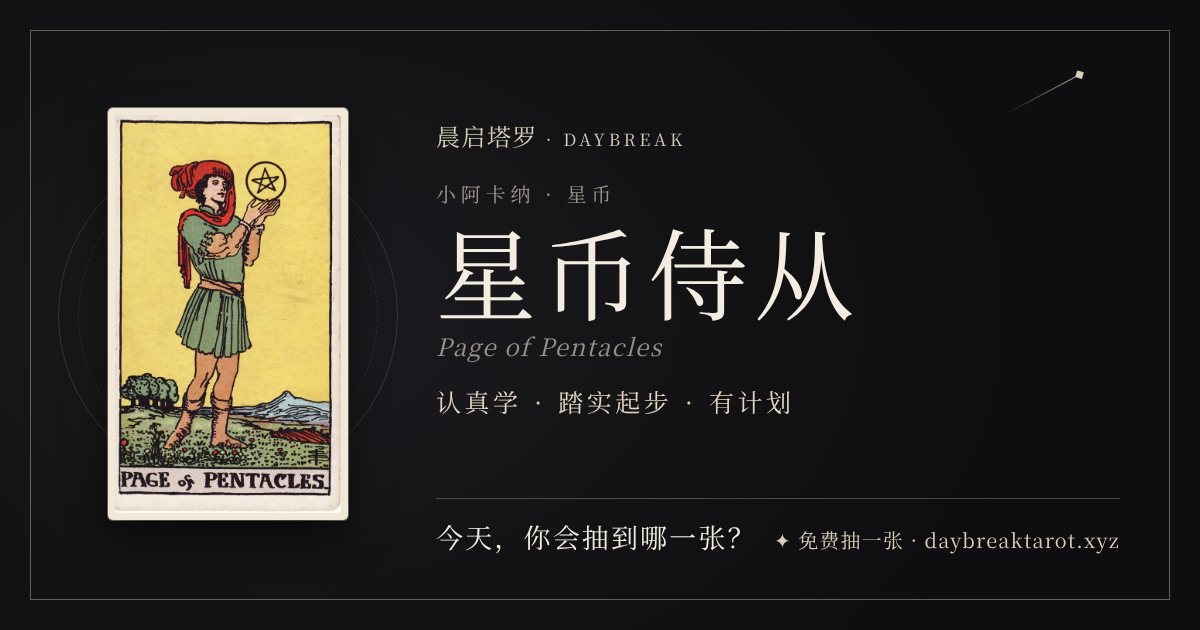 晨启塔罗 · DAYBREAK
小阿卡纳 · 星币
星币侍从
Page of Pentacles
认真学 · 踏实起步 · 有计划
今天，你会抽到哪一张？ ✦ 免费抽一张 · daybreaktarot.xyz
PAGE of PENTACLES.